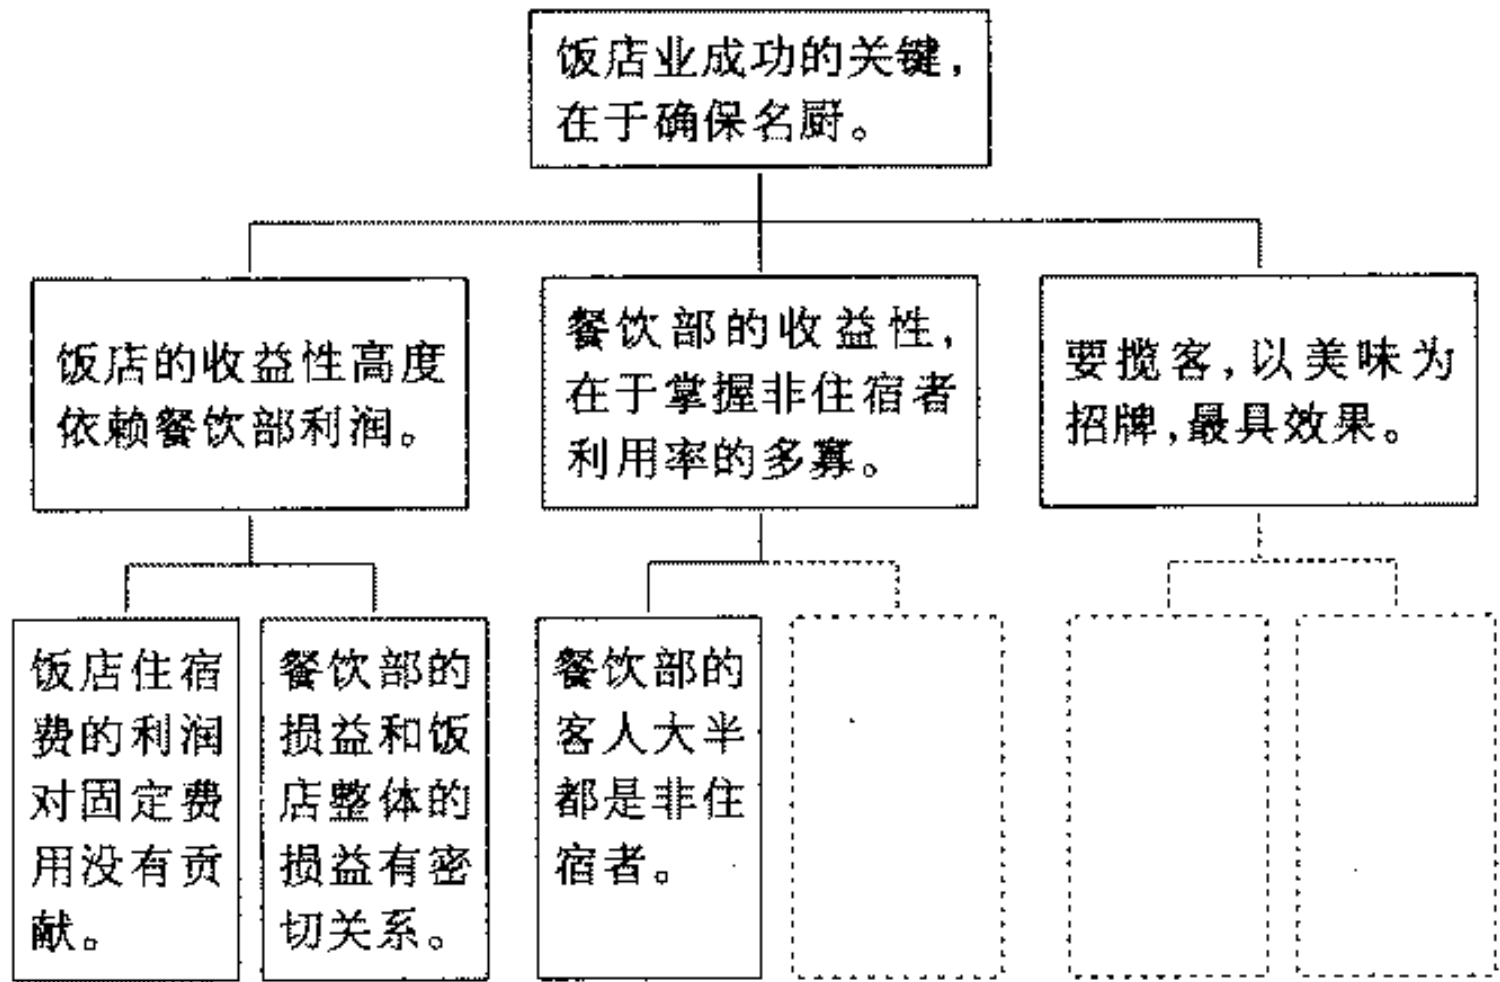 饭店业成功的关键，
在于确保名厨。
饭店的收益性高度
依赖餐饮部利润。
餐饮部的收益性，
在于掌握非住宿者
利用率的多寡。
要揽客，以美味为
招牌，最具效果。
饭店住宿
费的利润
对固定费
用没有贡
献。
餐饮部的
损益和饭
店整体的
损益有密
切关系。
餐饮部的
客人大半
都是非住
宿者。